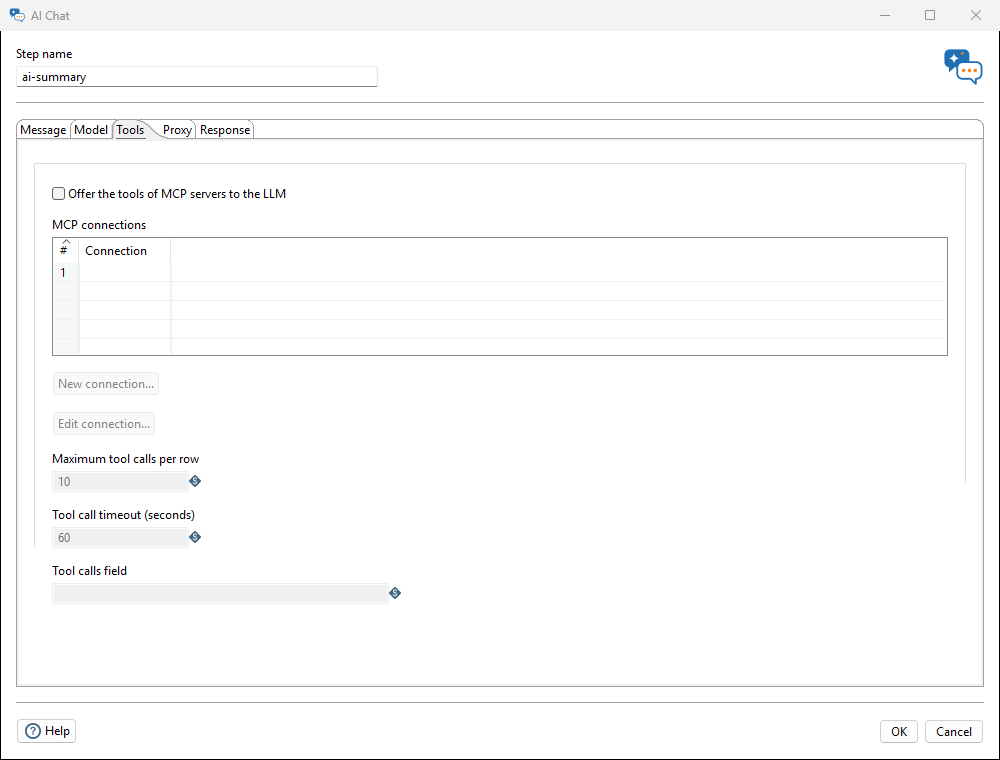 AI Chat
Step name
ai-summary
Message Model Tools Proxy Response
Offer the tools of MCP servers to the LLM
MCP connections
# Connection
1
New connection...
Edit connection...
Maximum tool calls per row
10
Tool call timeout (seconds)
60
Tool calls field
Help OK Cancel